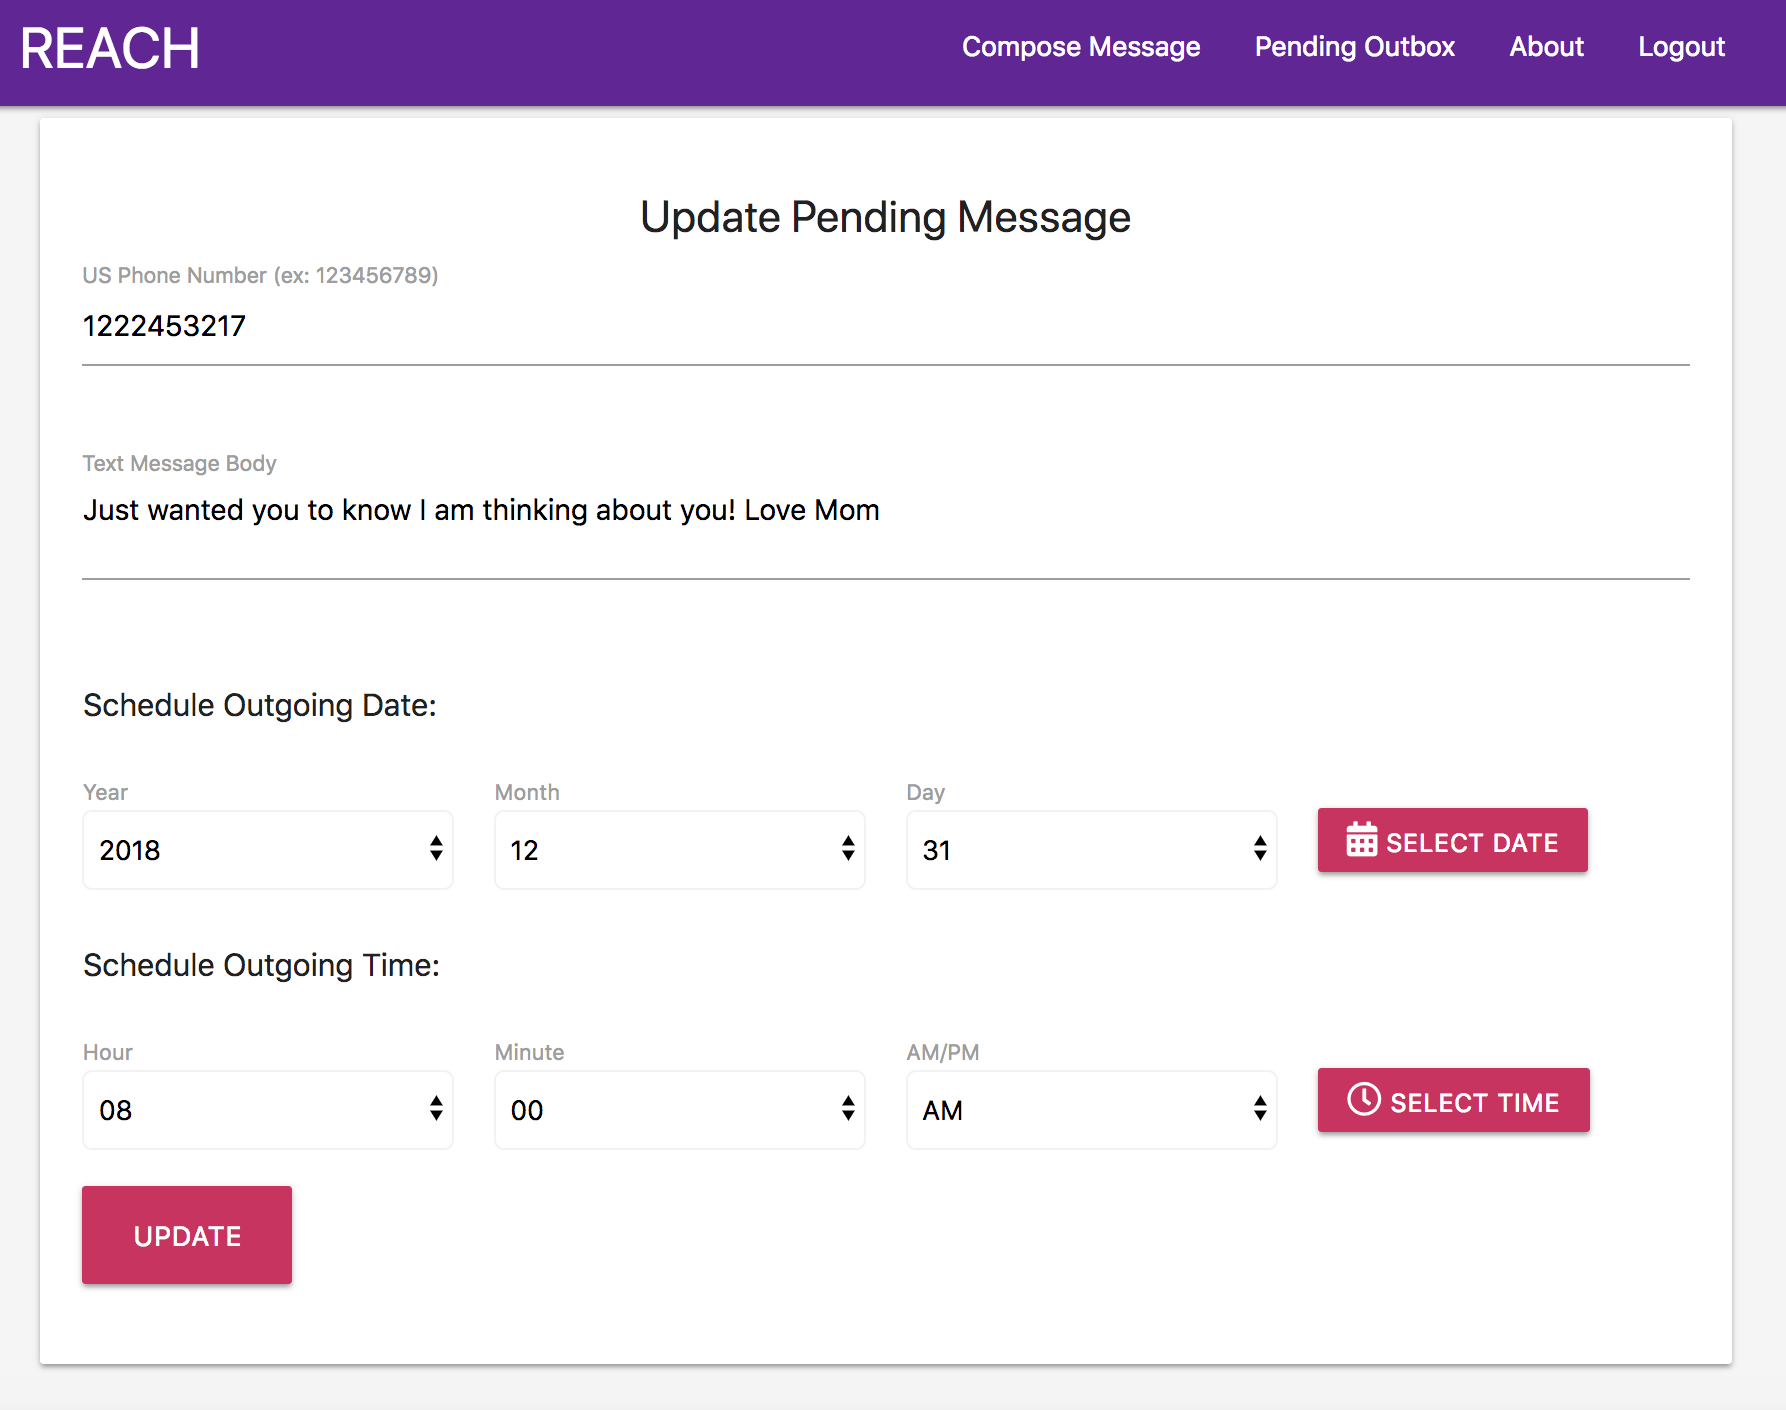 REACH
Compose Message Pending Outbox About Logout
Update Pending Message
US Phone Number (ex: 123456789)
1222453217
Text Message Body
Just wanted you to know I am thinking about you! Love Mom
Schedule Outgoing Date:
Year Month Day
2018 12 31 SELECT DATE
Schedule Outgoing Time:
Hour Minute AM/PM
08 00 AM SELECT TIME
UPDATE